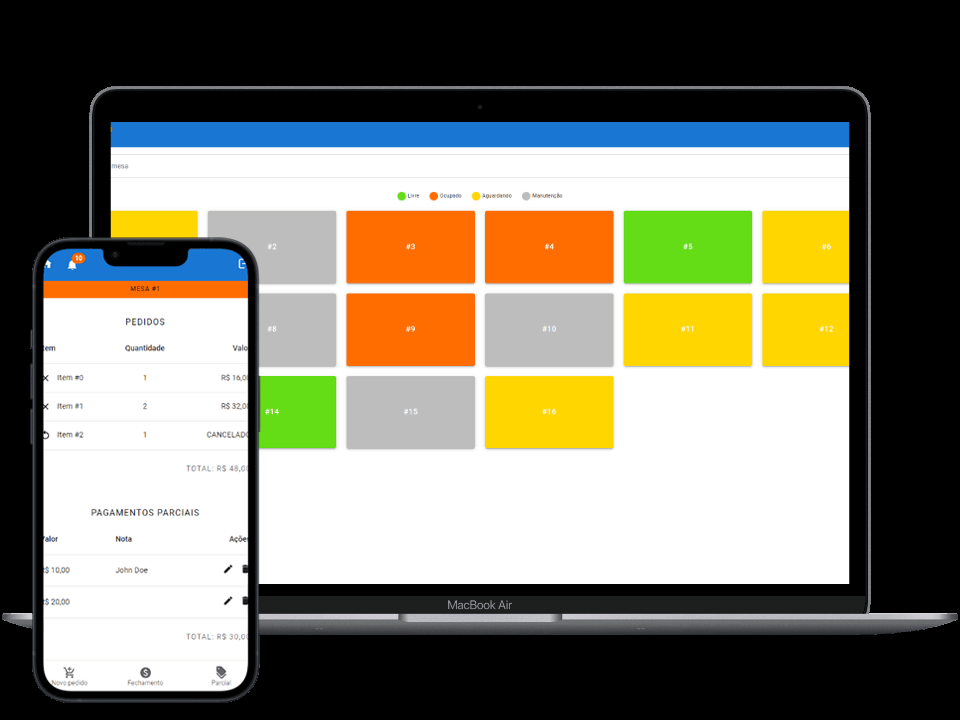 mesa
Livre Ocupado Aguardando Manutenção
#2 #3 #4 #5 #6
#8 #9 #10 #11 #12
#14 #15 #16
MacBook Air
10
MESA #1
PEDIDOS
tem Quantidade Valo
Item #0 1 R$ 16,00
Item #1 2 R$ 32,00
Item #2 1 CANCELADO
TOTAL: R$ 48,00
PAGAMENTOS PARCIAIS
Valor Nota Ações
R$ 10,00 John Doe
R$ 20,00
TOTAL: R$ 30,00
Novo pedido Fechamento Parcial